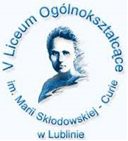 V Liceum Ogólnokształcące
im. Marii Skłodowskiej - Curie
w Lublinie